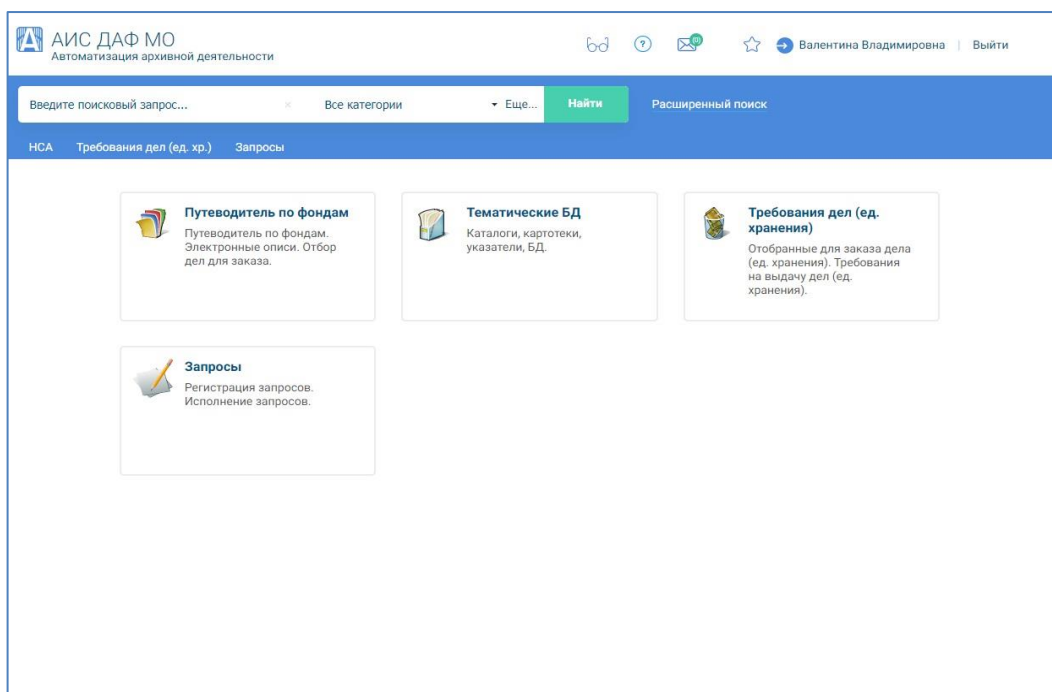 АИС ДАФ МО
Автоматизация архивной деятельности
(0)
?
Валентина Владимировна | Выйти
Введите поисковый запрос... × Все категории Еще... Найти Расширенный поиск
НСА Требования дел (ед. хр.) Запросы
Путеводитель по фондам
Путеводитель по фондам.
Электронные описи. Отбор
дел для заказа.
Тематические БД
Каталоги, картотеки,
указатели, БД.
Требования дел (ед.
хранения)
Отобранные для заказа дела
(ед. хранения). Требования
на выдачу дел (ед.
хранения).
Запросы
Регистрация запросов.
Исполнение запросов.